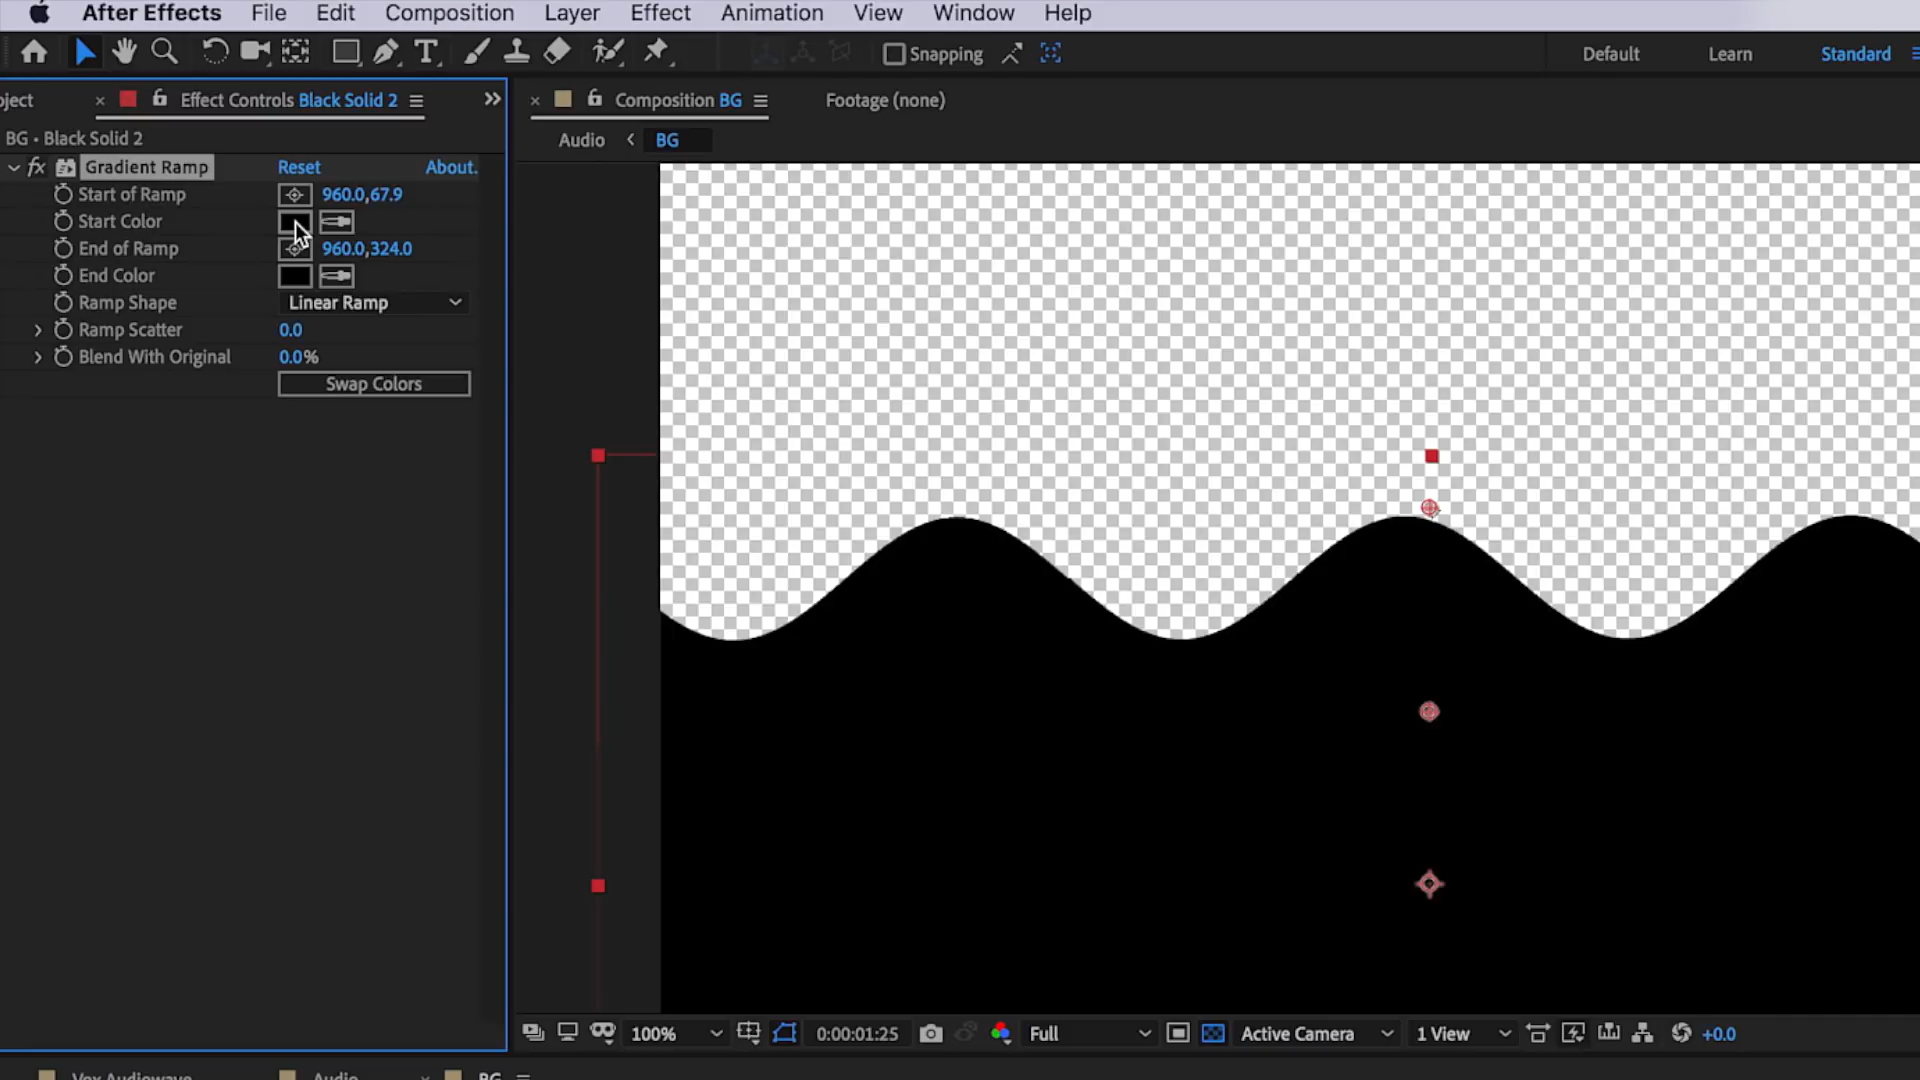 After Effects File Edit Composition Layer Effect Animation View Window Help
T Snapping Default Learn Standard
oject × Effect Controls Black Solid 2 × Composition BG Footage (none)
BG • Black Solid 2
Audio BG
fx Gradient Ramp Reset About.
Start of Ramp 960.0,67.9
Start Color
End of Ramp 960.0,324.0
End Color
Ramp Shape Linear Ramp
Ramp Scatter 0.0
Blend With Original 0.0%
Swap Colors
100% 0:00:01:25 Full Active Camera 1 View +0.0
Vox Audiowave Audio BG